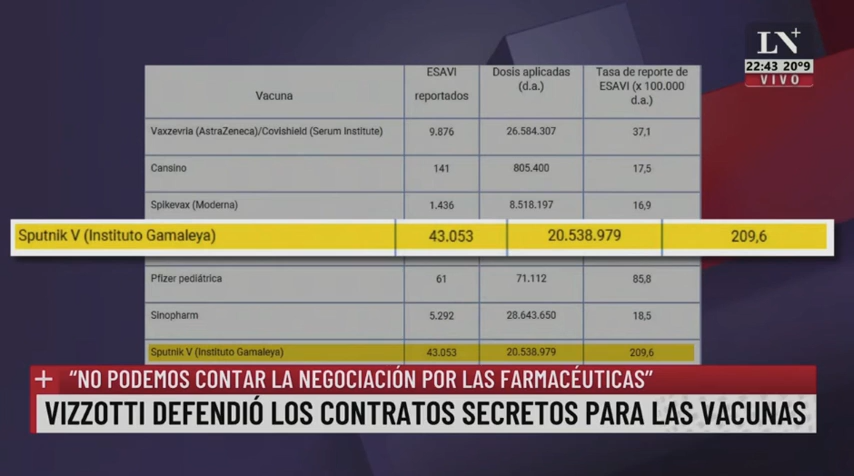 LN+
22:43 20º9
VIVO
Vacuna
ESAVI
reportados
Dosis aplicadas
(d.a.)
Tasa de reporte de
ESAVI (x 100.000
d.a.)
Vaxzevria (AstraZeneca)/Covishield (Serum Institute) 9.876 26.584.307 37,1
Cansino 141 805.400 17,5
Spikevax (Moderna) 1.436 8.518.197 16,9
Sputnik V (Instituto Gamaleya) 43.053 20.538.979 209,6
Pfizer pediátrica 61 71.112 85,8
Sinopharm 5.292 28.643.650 18,5
Sputnik V (Instituto Gamaleya) 43.053 20.538.979 209,6
+ "NO PODEMOS CONTAR LA NEGOCIACIÓN POR LAS FARMACÉUTICAS"
VIZZOTTI DEFENDIÓ LOS CONTRATOS SECRETOS PARA LAS VACUNAS